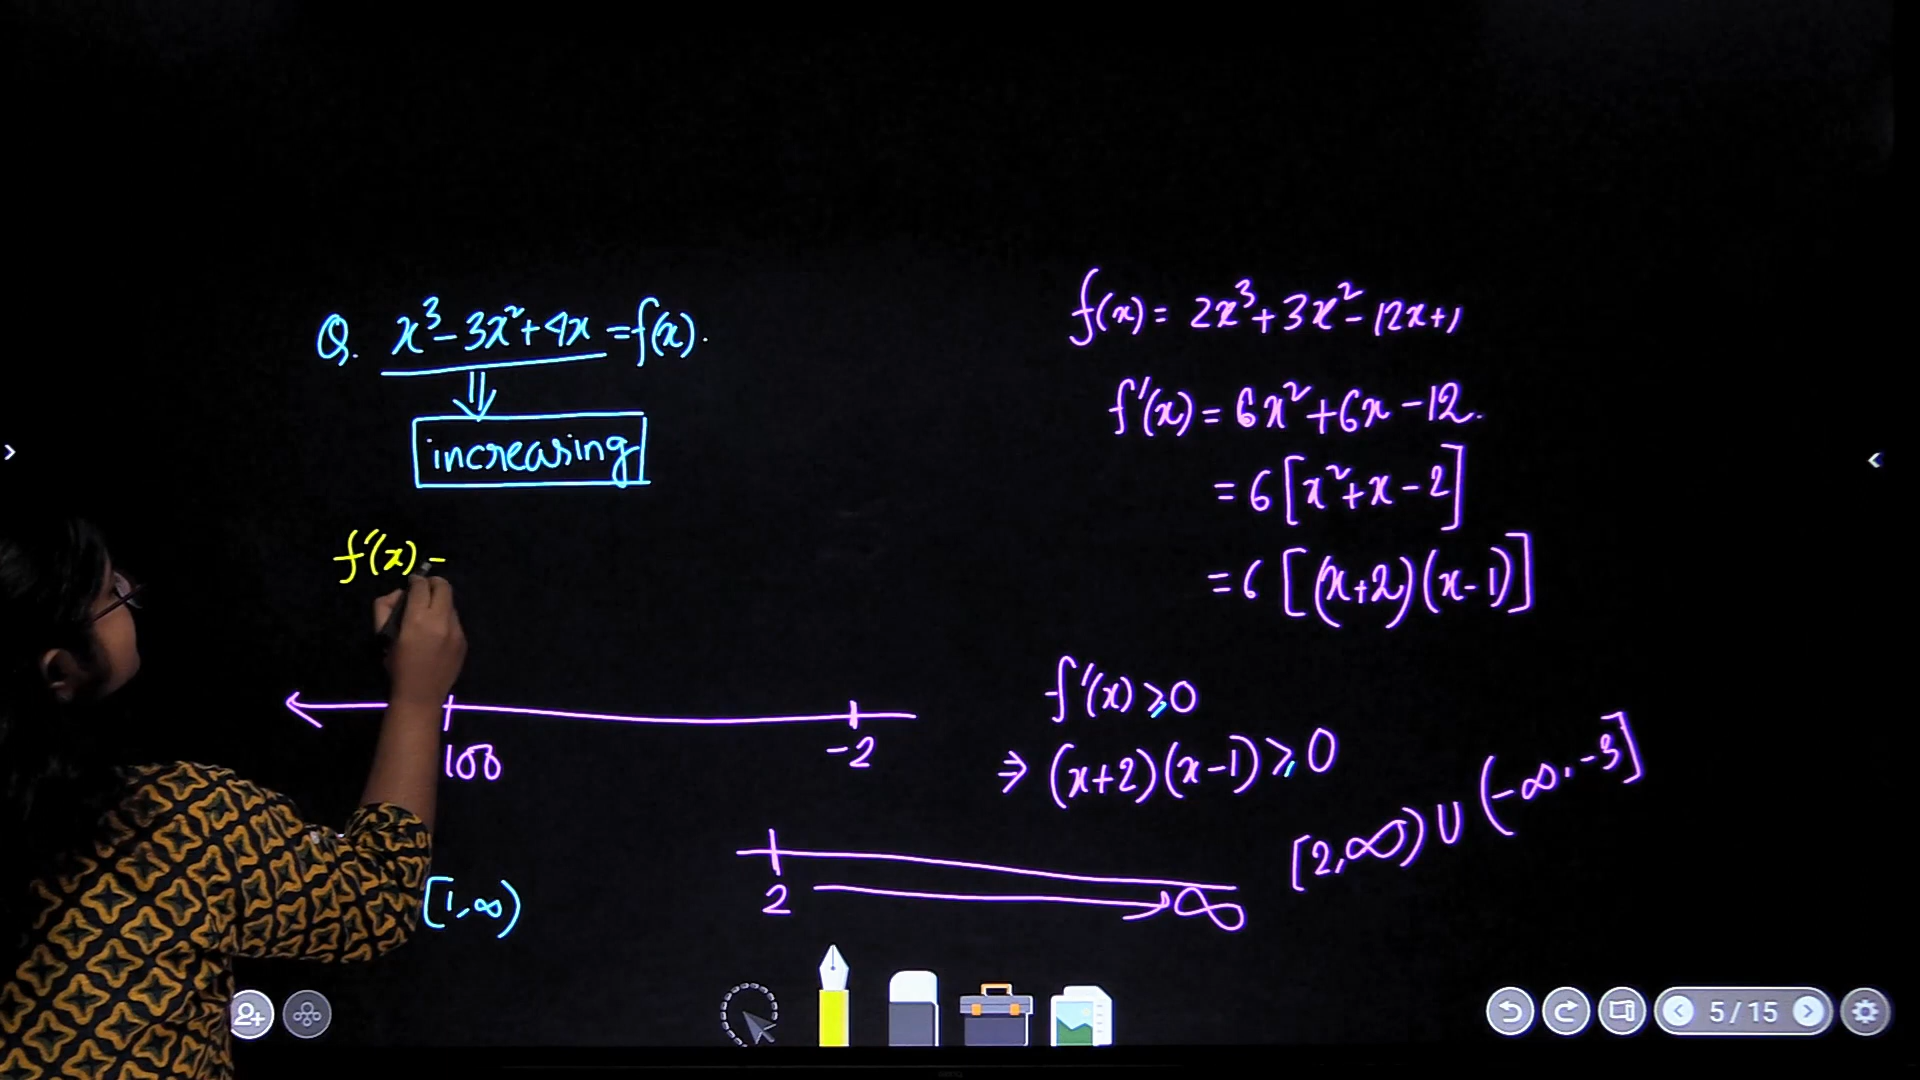 Q. x³ - 3x² + 4x = f(x).
increasing
f'(x) =
100
-2
[1, ∞)
f(x) = 2x³ + 3x² - 12x + 1
f'(x) = 6x² + 6x - 12.
= 6 [x² + x - 2]
= 6 [(x+2)(x-1)]
f'(x) ⩾ 0
⇒ (x+2)(x-1) ⩾ 0
2
∞
[2, ∞) ∪ (-∞, -3]
5 / 15